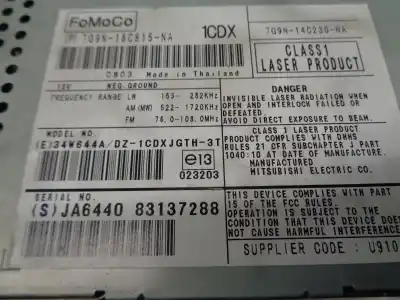 FoMoCo
1CDX
7G9N-18C815-NA
7G9N-14C230-NA
CLASS1
LASER PRODUCT
C803 Made in Thailand
12V NEG.GROUND
FREQUENCY RANGE LW 153- 282KHz
AM(MW) 522- 1720KHz
FM 76.0-108.0MHz
DANGER
INVISIBLE LASER RADIATION WHEN
OPEN AND INTERLOCK FAILED OR
DEFEATED.
AVOID DIRECT EXPOSURE TO BEAM.
MODEL NO.
(E)34W644A/DZ-1CDXJGTH-3T
e13
023203
CLASS 1 LASER PRODUCT
PRODUCT COMPLIES WITH DHHS
RULES 21 CFR SUBCHAPTER J PART
1040:10 AT DATE OF MANUFACTURE.
MANUFACTURED
MITSUBISHI ELECTRIC CO.
SERIAL NO.
(S)JA6440 83137288
THIS DEVICE COMPLIES WITH PART
15 OF THE FCC RULES.
OPERATION IS SUBJECT TO THE
CONDITION THAT THIS DEVICE DOES
NOT CAUSE HARMFUL INTERFERENCE
SUPPLIER CODE : U910